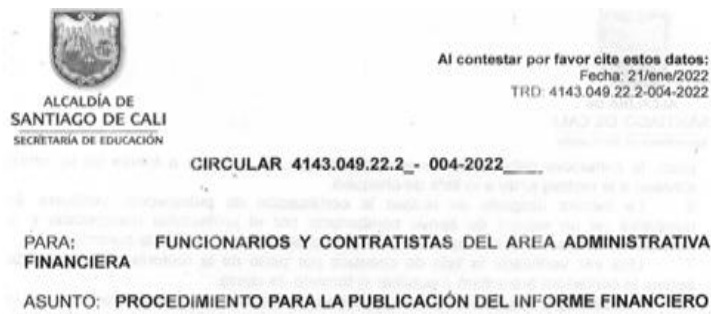 Al contestar por favor cite estos datos:
Fecha: 21/ene/2022
TRD: 4143.049.22.2-004-2022
ALCALDÍA DE
SANTIAGO DE CALI
SECRETARÍA DE EDUCACIÓN
CIRCULAR 4143.049.22.2_- 004-2022____
PARA: FUNCIONARIOS Y CONTRATISTAS DEL AREA ADMINISTRATIVA
FINANCIERA
ASUNTO: PROCEDIMIENTO PARA LA PUBLICACIÓN DEL INFORME FINANCIERO